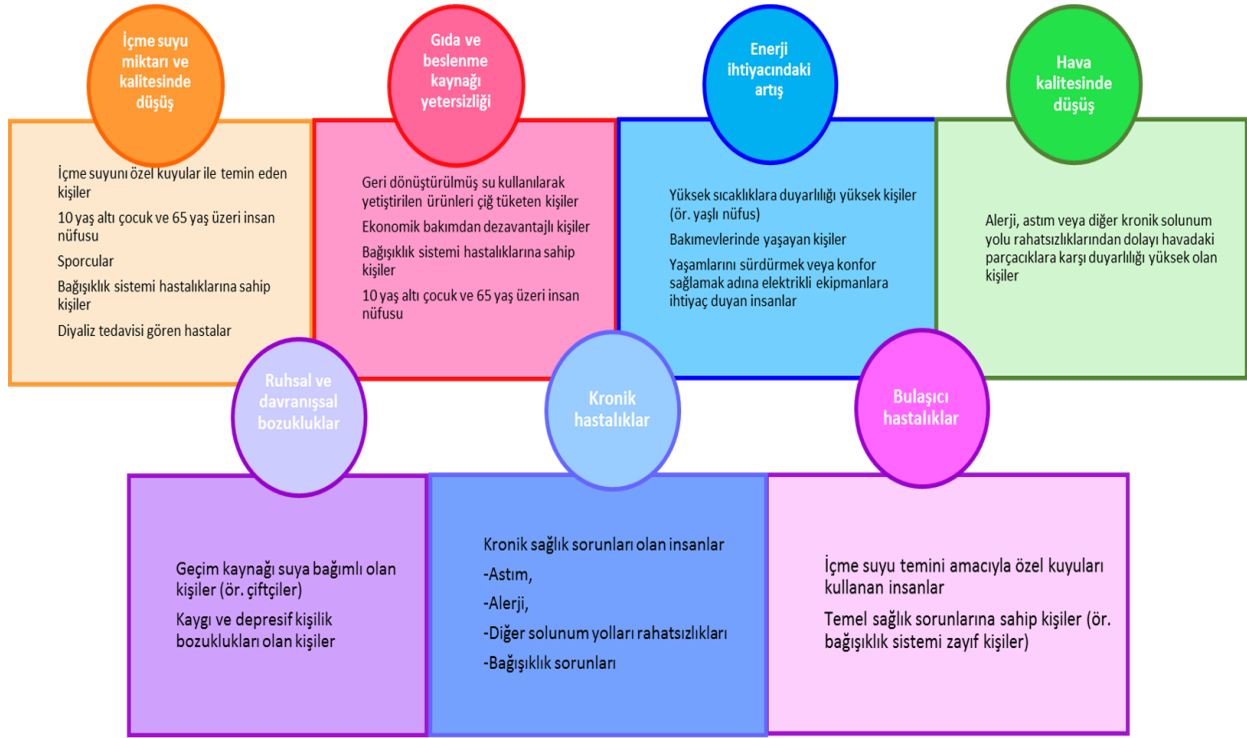 İçme suyu
miktarı ve
kalitesinde
düşüş
İçme suyunı özel kuyular ile temin eden
kişiler
10 yaş altı çocuk ve 65 yaş üzeri insan
nüfusu
Sporcular
Bağışıklık sistemi hastalıklarına sahip
kişiler
Diyaliz tedavisi gören hastalar
Gıda ve
beslenme
kaynağı
yetersizliği
Geri dönüştürülmüş su kullanılarak
yetiştirilen ürünleri çiğ tüketen kişiler
Ekonomik bakımdan dezavantajlı kişiler
Bağışıklık sistemi hastalıklarına sahip
kişiler
10 yaş altı çocuk ve 65 yaş üzeri insan
nüfusu
Enerji
ihtiyacındaki
artış
Yüksek sıcaklıklara duyarlılığı yüksek kişiler
(ör. yaşlı nüfus)
Bakımevlerinde yaşayan kişiler
Yaşamlarını sürdürmek veya konfor
sağlamak adına elektrikli ekipmanlara
ihtiyaç duyan insanlar
Hava
kalitesinde
düşüş
Alerji, astım veya diğer kronik solunum
yolu rahatsızlıklarından dolayı havadaki
parçacıklara karşı duyarlılığı yüksek olan
kişiler
Ruhsal ve
davranışsal
bozukluklar
Geçim kaynağı suya bağımlı olan
kişiler (ör. çiftçiler)
Kaygı ve depresif kişilik
bozuklukları olan kişiler
Kronik
hastalıklar
Kronik sağlık sorunları olan insanlar
-Astım,
-Alerji,
-Diğer solunum yolları rahatsızlıkları
-Bağışıklık sorunları
Bulaşıcı
hastalıklar
İçme suyu temini amacıyla özel kuyuları
kullanan insanlar
Temel sağlık sorunlarına sahip kişiler (ör.
bağışıklık sistemi zayıf kişiler)